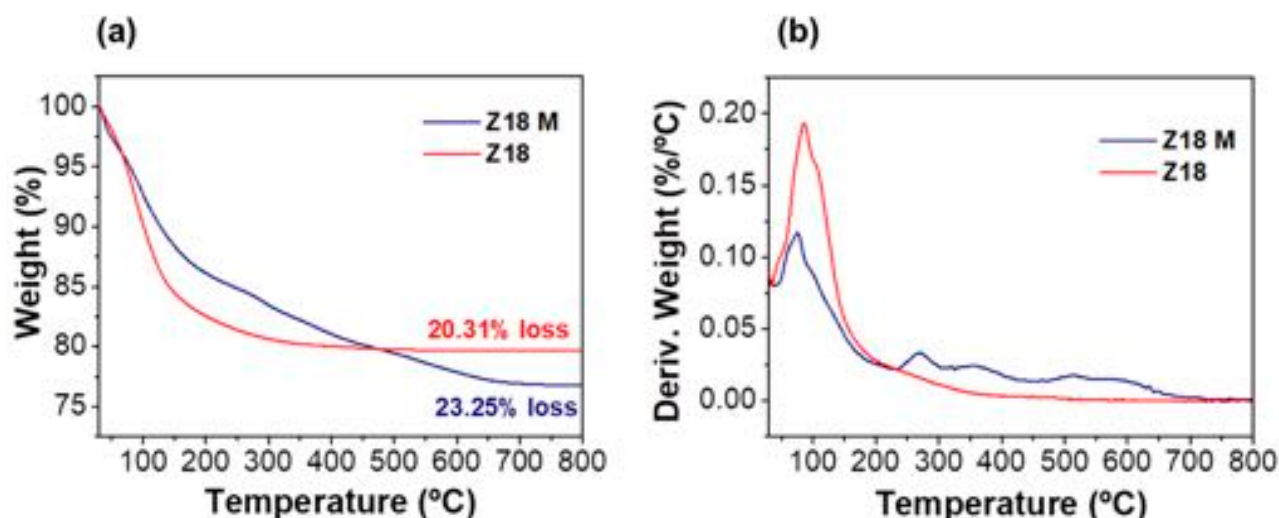 (a)
100
95
90
85
80
75
Weight (%)
Z18 M
Z18
20.31% loss
23.25% loss
100 200 300 400 500 600 700 800
Temperature (ºC)
(b)
0.20
0.15
0.10
0.05
0.00
Deriv. Weight (%/ºC)
Z18 M
Z18
100 200 300 400 500 600 700 800
Temperature (ºC)